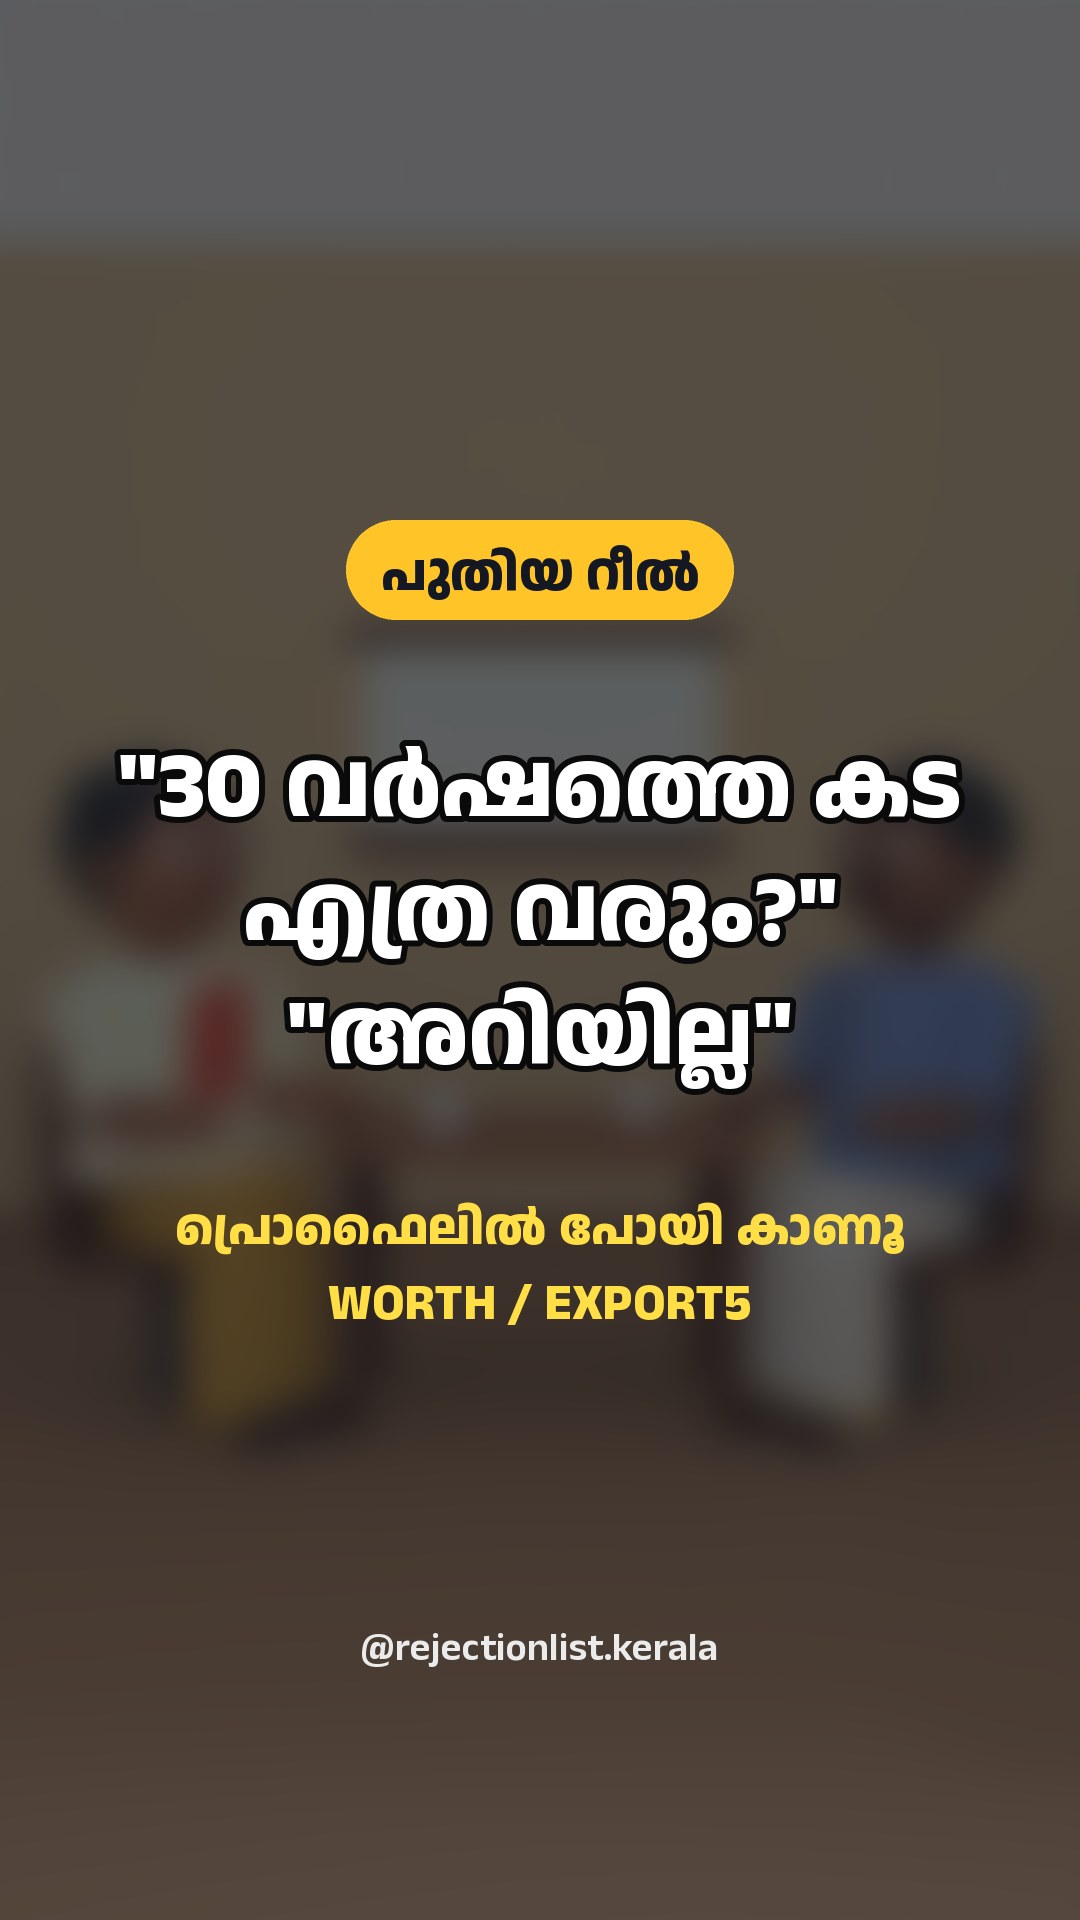 പുതിയ റീൽ
"30 വർഷത്തെ കട
എത്ര വരും?"
"അറിയില്ല"
പ്രൊഫൈലിൽ പോയി കാണൂ
WORTH / EXPORT5
@rejectionlist.kerala